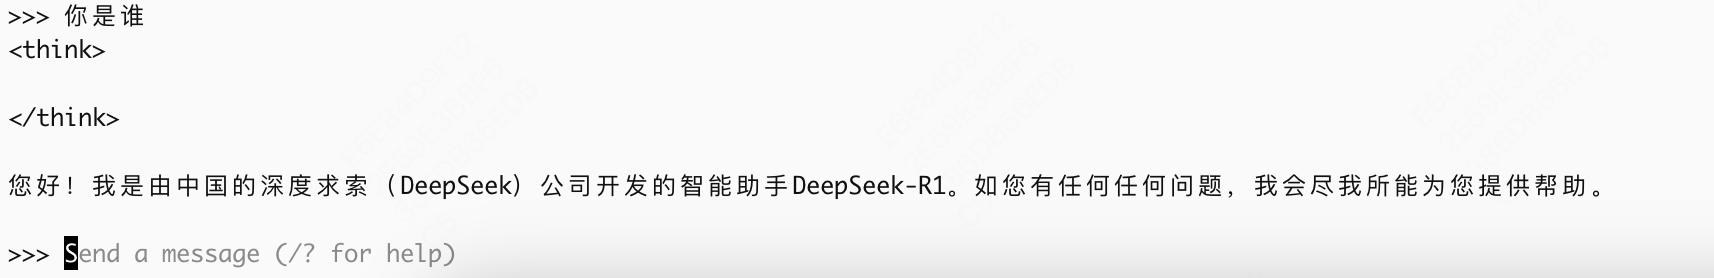 >>> 你是谁
<think>
</think>
您好！我是由中国的深度求索（DeepSeek）公司开发的智能助手DeepSeek-R1。如您有任何任何问题，我会尽我所能为您提供帮助。
>>> Send a message (/? for help)